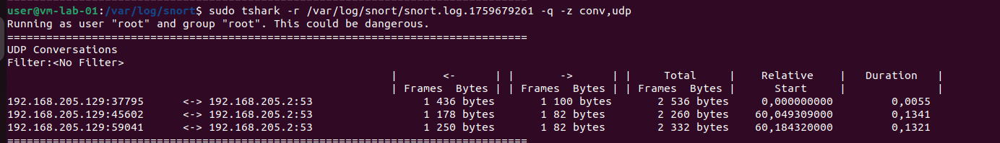 user@vm-lab-01:/var/log/snort$ sudo tshark -r /var/log/snort/snort.log.1759679261 -q -z conv,udp
Running as user "root" and group "root". This could be dangerous.
================================================================================
UDP Conversations
Filter:<No Filter>
| <- | | -> | | Total | Relative | Duration |
| Frames Bytes | | Frames Bytes | | Frames Bytes | Start | |
192.168.205.129:37795 <-> 192.168.205.2:53 1 436 bytes 1 100 bytes 2 536 bytes 0,000000000 0,0055
192.168.205.129:45602 <-> 192.168.205.2:53 1 178 bytes 1 82 bytes 2 260 bytes 60,049309000 0,1341
192.168.205.129:59041 <-> 192.168.205.2:53 1 250 bytes 1 82 bytes 2 332 bytes 60,184320000 0,1321
================================================================================